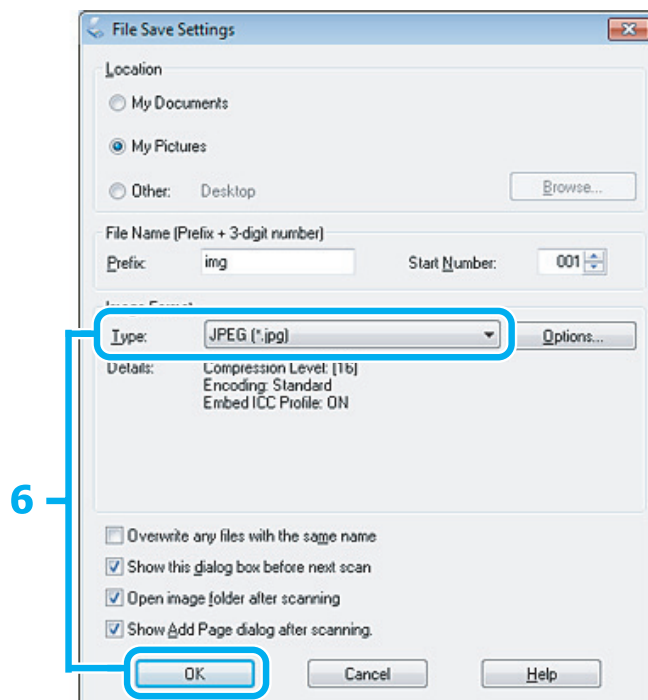 File Save Settings
Location
My Documents
My Pictures
Other: Desktop Browse...
File Name (Prefix + 3-digit number)
Prefix: img Start Number: 001
Image Format
Type: JPEG (*.jpg) Options...
Details: Compression Level: [16]
Encoding: Standard
Embed ICC Profile: ON
6
Overwrite any files with the same name
Show this dialog box before next scan
Open image folder after scanning
Show Add Page dialog after scanning.
OK Cancel Help